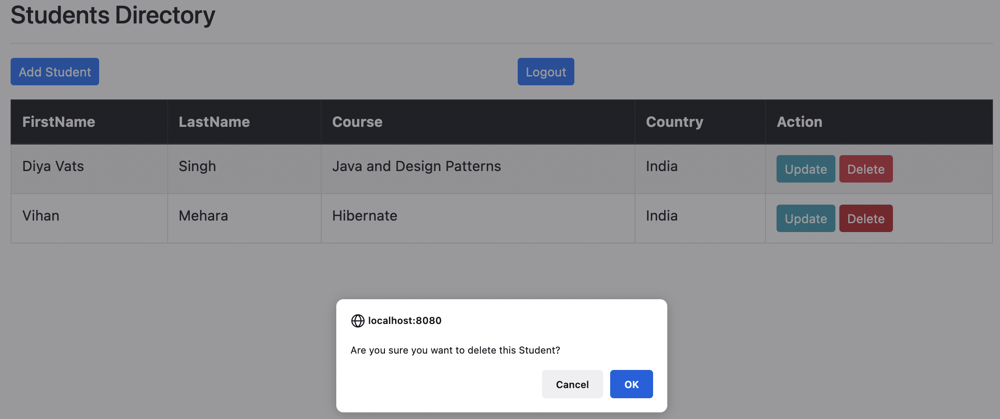 Students Directory
Add Student Logout
FirstName LastName Course Country Action
Diya Vats Singh Java and Design Patterns India Update Delete
Vihan Mehara Hibernate India Update Delete
localhost:8080
Are you sure you want to delete this Student?
Cancel OK